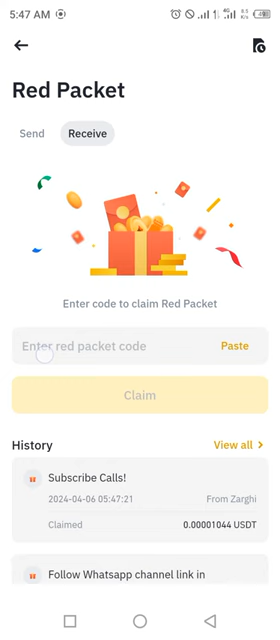 5:47 AM
Red Packet
Send
Receive
Enter code to claim Red Packet
Enter red packet code
Paste
Claim
History
View all
Subscribe Calls!
2024-04-06 05:47:21
From Zarghi
Claimed
0.00001044 USDT
Follow Whatsapp channel link in